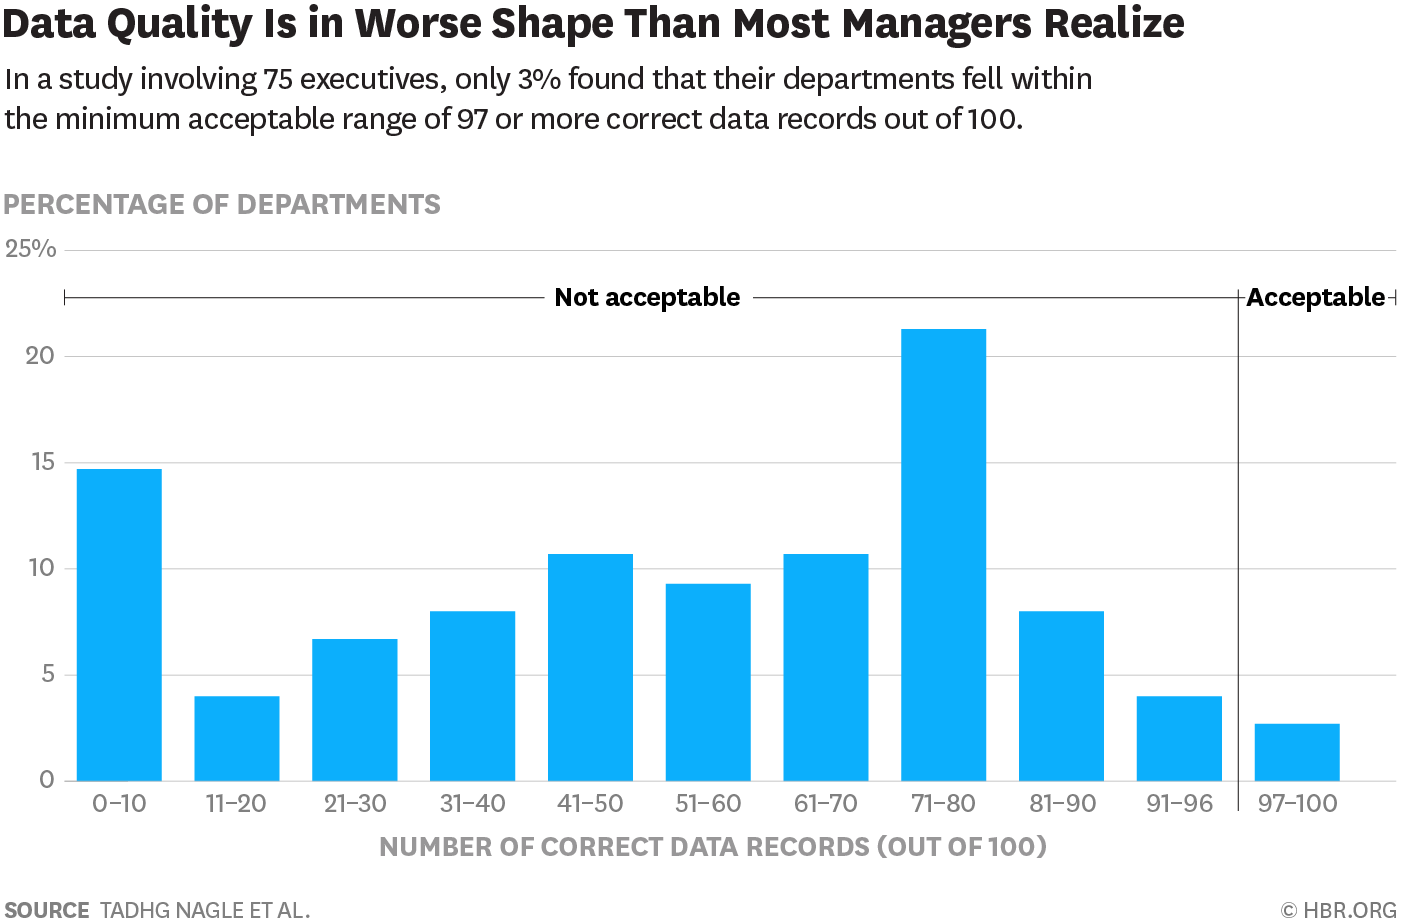 Data Quality Is in Worse Shape Than Most Managers Realize
In a study involving 75 executives, only 3% found that their departments fell within
the minimum acceptable range of 97 or more correct data records out of 100.
PERCENTAGE OF DEPARTMENTS
25%
Not acceptable
Acceptable
20
15
10
5
0
0–10 11–20 21–30 31–40 41–50 51–60 61–70 71–80 81–90 91–96 97–100
NUMBER OF CORRECT DATA RECORDS (OUT OF 100)
SOURCE TADHG NAGLE ET AL.
© HBR.ORG